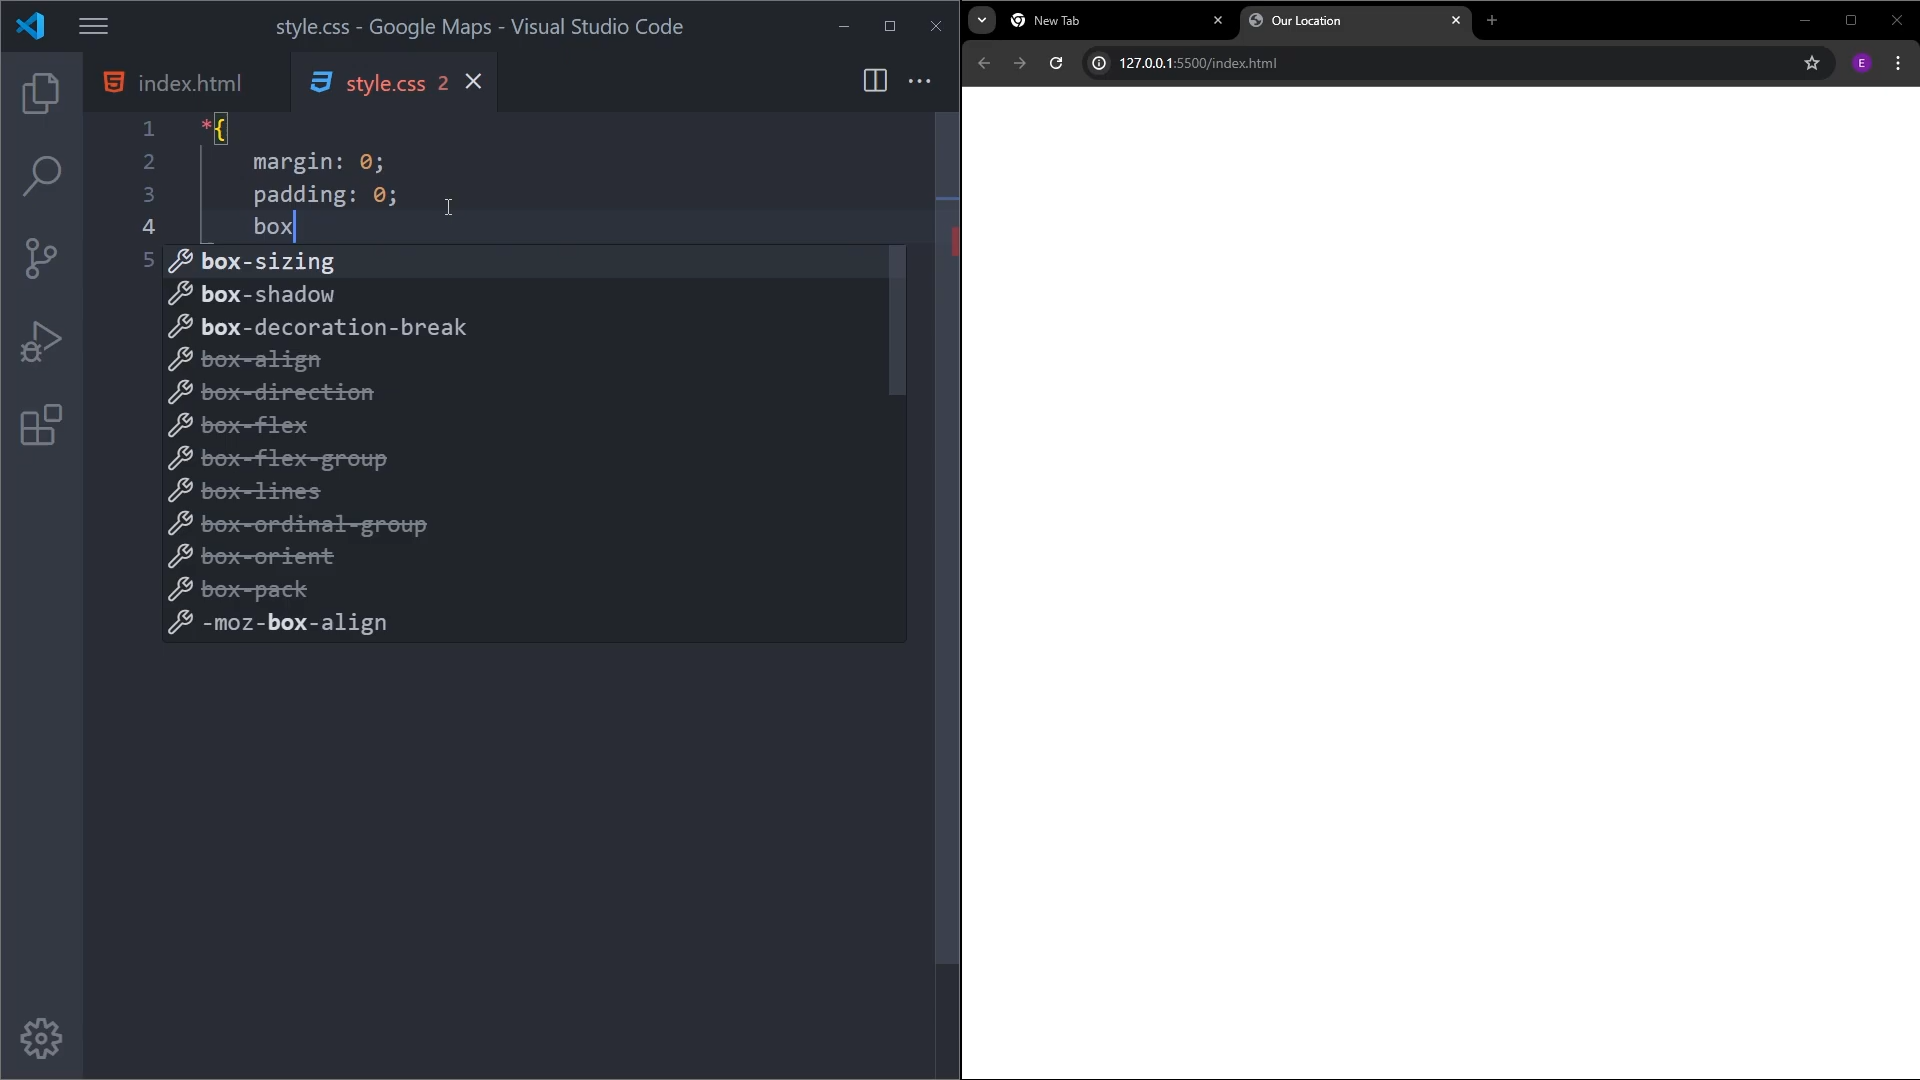 style.css - Google Maps - Visual Studio Code
index.html
style.css 2
1 *{
2 margin: 0;
3 padding: 0;
4 box
5
box-sizing
box-shadow
box-decoration-break
box-align
box-direction
box-flex
box-flex-group
box-lines
box-ordinal-group
box-orient
box-pack
-moz-box-align
New Tab
Our Location
127.0.0.1:5500/index.html
E